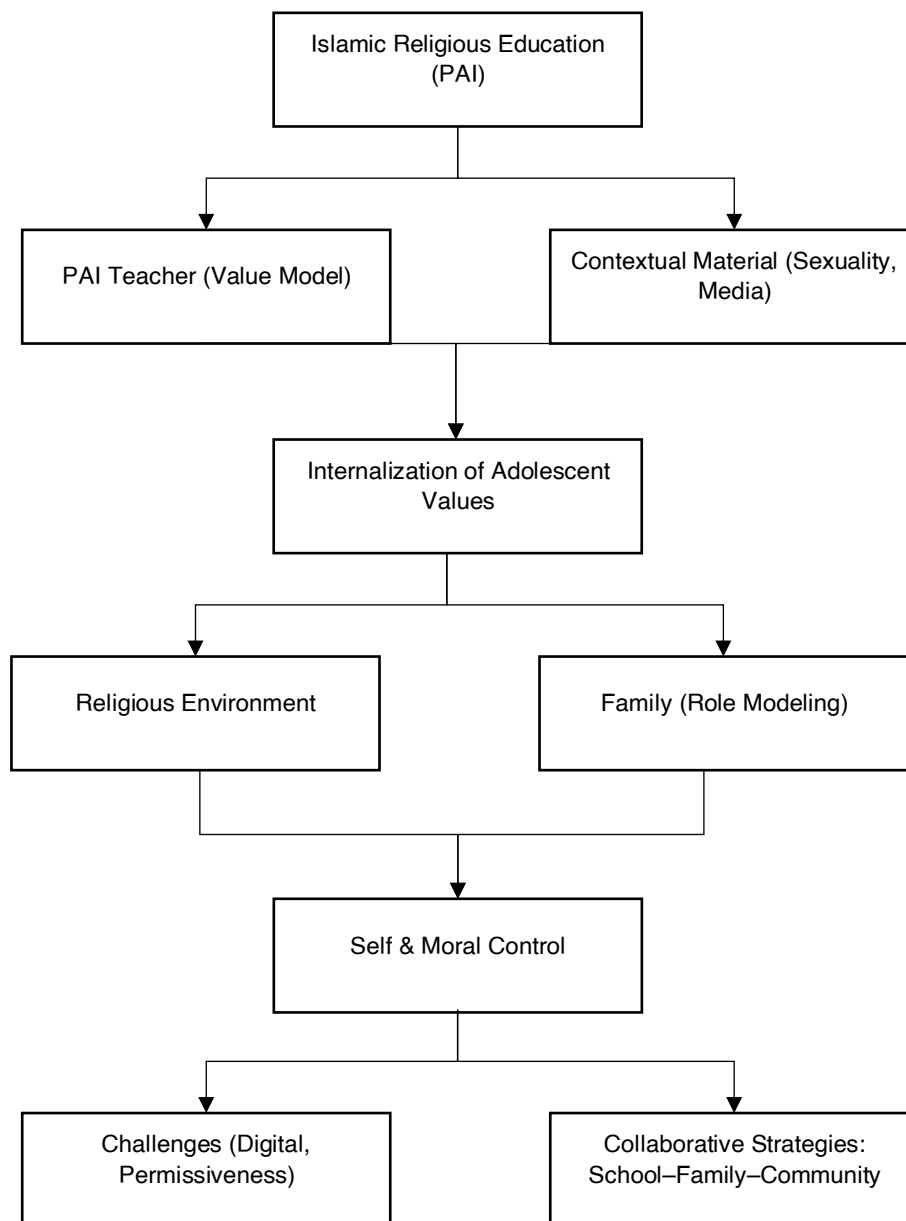 Islamic Religious Education
(PAI)
PAI Teacher (Value Model)
Contextual Material (Sexuality,
Media)
Internalization of Adolescent
Values
Religious Environment
Family (Role Modeling)
Self & Moral Control
Challenges (Digital,
Permissiveness)
Collaborative Strategies:
School–Family–Community